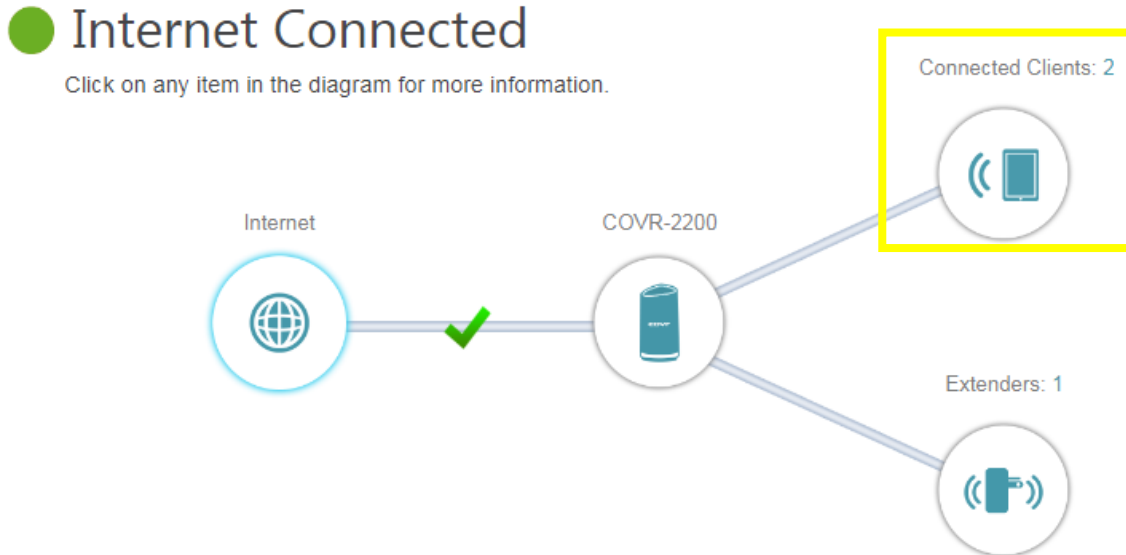 Internet Connected
Click on any item in the diagram for more information.
Connected Clients: 2
Internet
COVR-2200
COVR
Extenders: 1